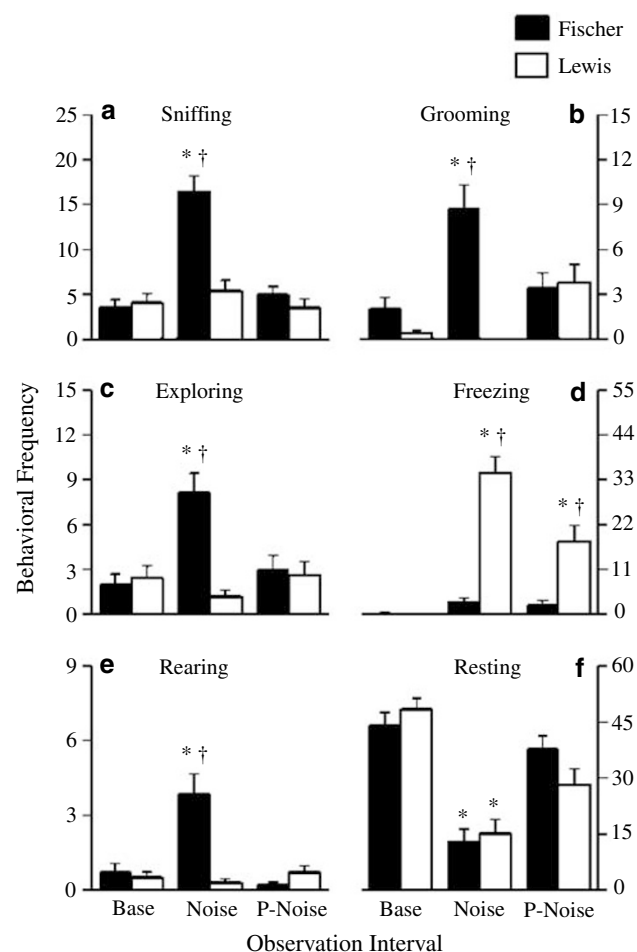 Fischer
Lewis
a Sniffing Grooming b
25 15
20 12
15 9
10 6
5 3
0 0
* † * †
c Exploring Freezing d
15 55
12 44
9 33
6 22
3 11
0 0
* † * † * †
e Rearing Resting f
9 60
6 45
3 30
0 15
0
* † * *
Base Noise P-Noise Base Noise P-Noise
Behavioral Frequency
Observation Interval